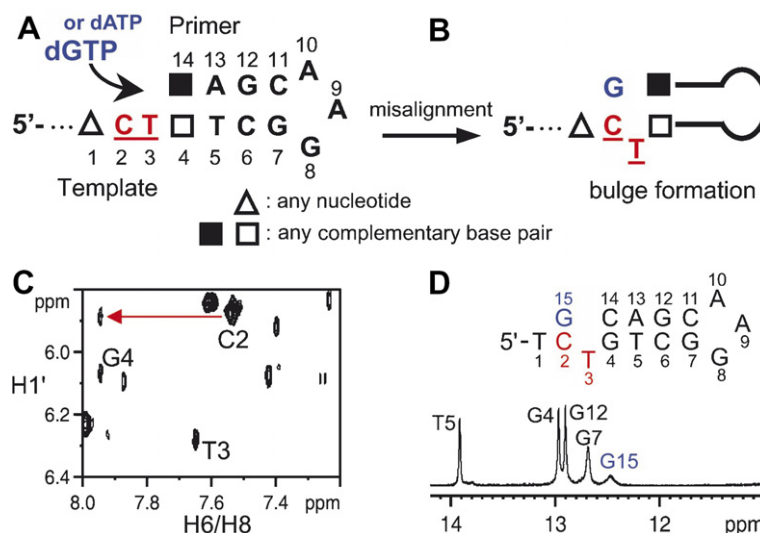 A
or dATP
dGTP
Primer
14 13 12 11 10
A G C A
9
A
5'- ··· C T T C G
G
1 2 3 4 5 6 7 8
Template
misalignment
B
G
5'- ···
C
T
bulge formation
: any nucleotide
: any complementary base pair
C
ppm
6.0
H1'
6.2
6.4
C2
G4
T3
8.0 7.8 7.6 7.4 ppm
H6/H8
D
15 14 13 12 11 10
G C A G C A
A
9
5'-T C G T C G G
1 2 T 4 5 6 7 8
3
T5
G4
G12
G7
G15
14 13 12 ppm